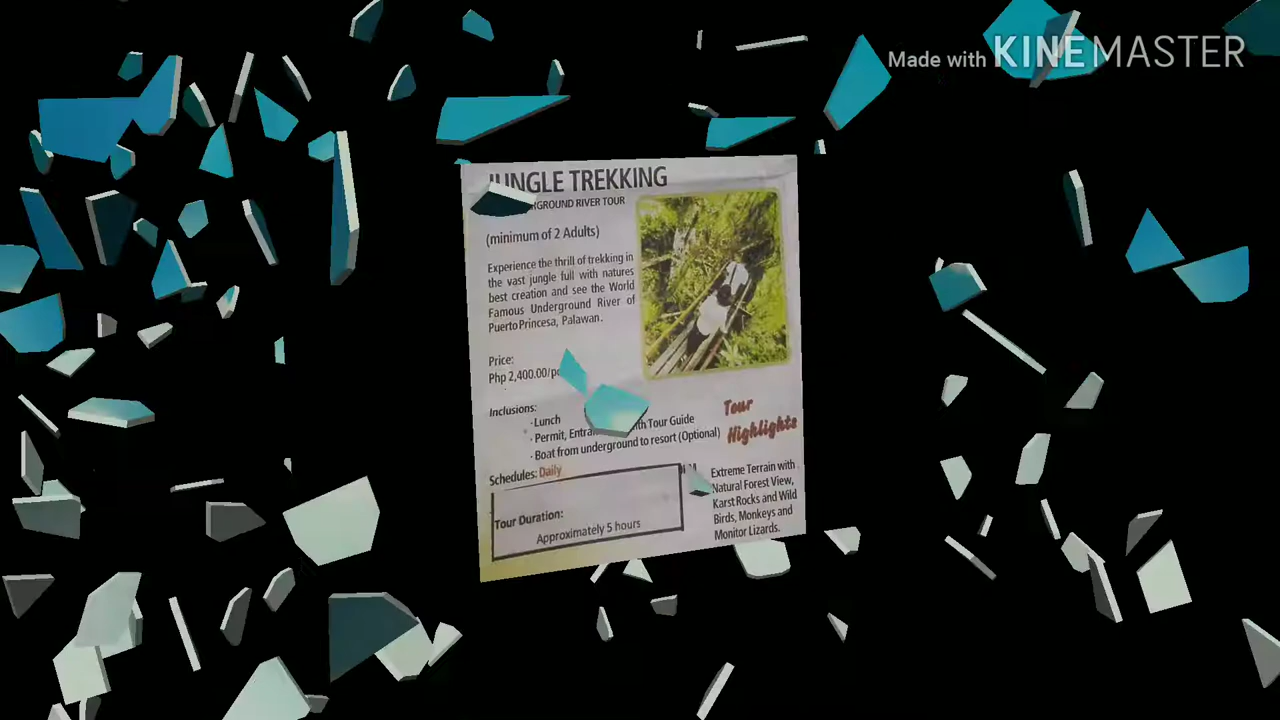 Made with KINEMASTER
JUNGLE TREKKING
GROUND RIVER TOUR
(minimum of 2 Adults)
Experience the thrill of trekking in
the vast jungle full with natures
best creation and see the World
Famous Underground River of
Puerto Princesa, Palawan.
Price:
Php 2,400.00/
Inclusions:
· Lunch
· Permit, Tour Guide
· Boat from underground to resort (Optional)
Schedules: Daily
Tour Duration:
Approximately 5 hours
Tour
Highlights
Extreme Terrain with
Natural Forest View,
Karst Rocks and Wild
Birds, Monkeys and
Monitor Lizards.